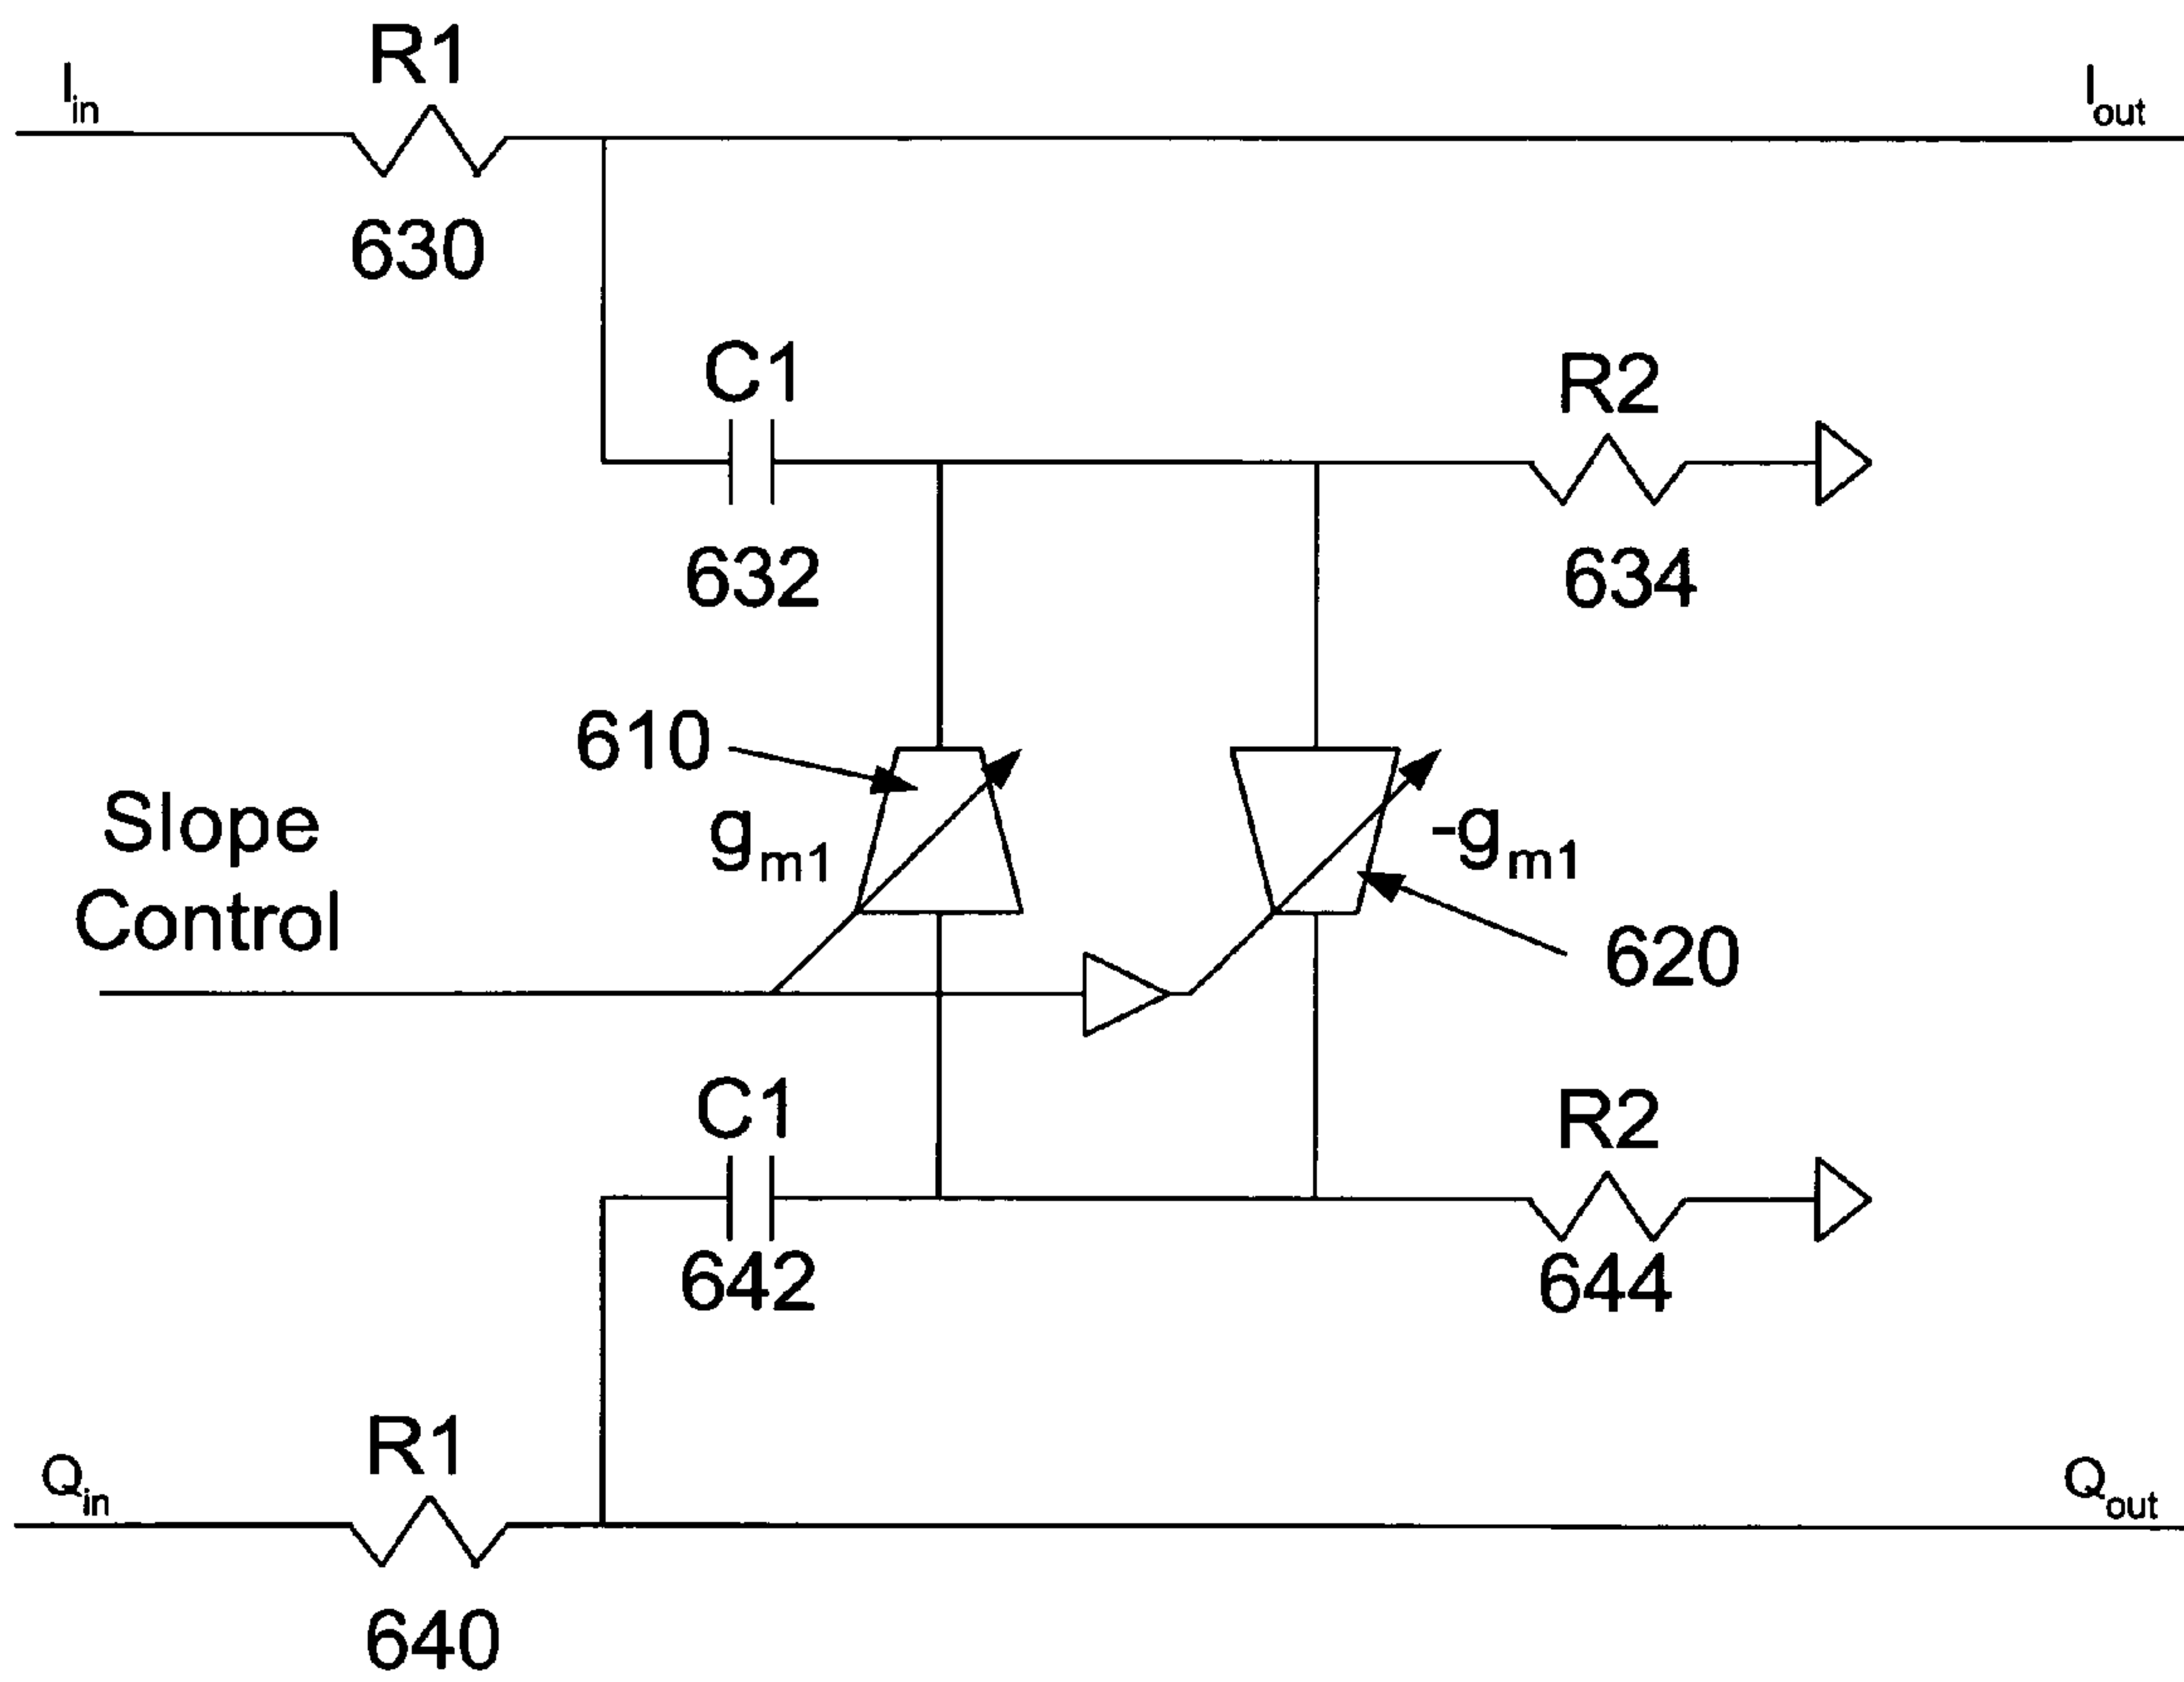 R1
I_in
I_out
630
C1
R2
632
634
610
g_m1
-g_m1
Slope
Control
620
C1
R2
642
644
R1
Q_in
Q_out
640